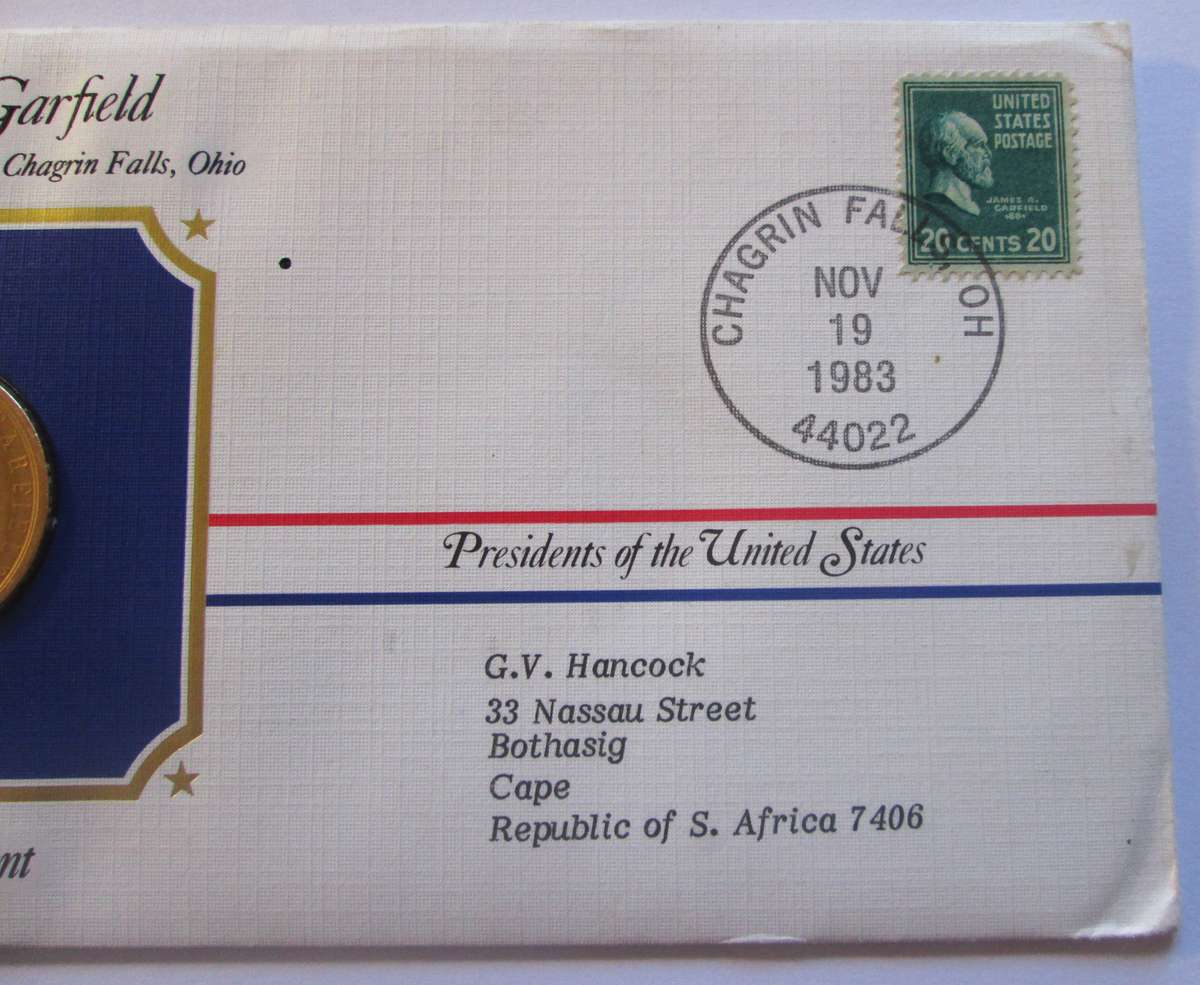 Garfield
Chagrin Falls, Ohio
UNITED
STATES
POSTAGE
JAMES A.
GARFIELD
20 CENTS 20
CHAGRIN FALLS, OH
NOV
19
1983
44022
Presidents of the United States
G.V. Hancock
33 Nassau Street
Bothasig
Cape
Republic of S. Africa 7406
nt